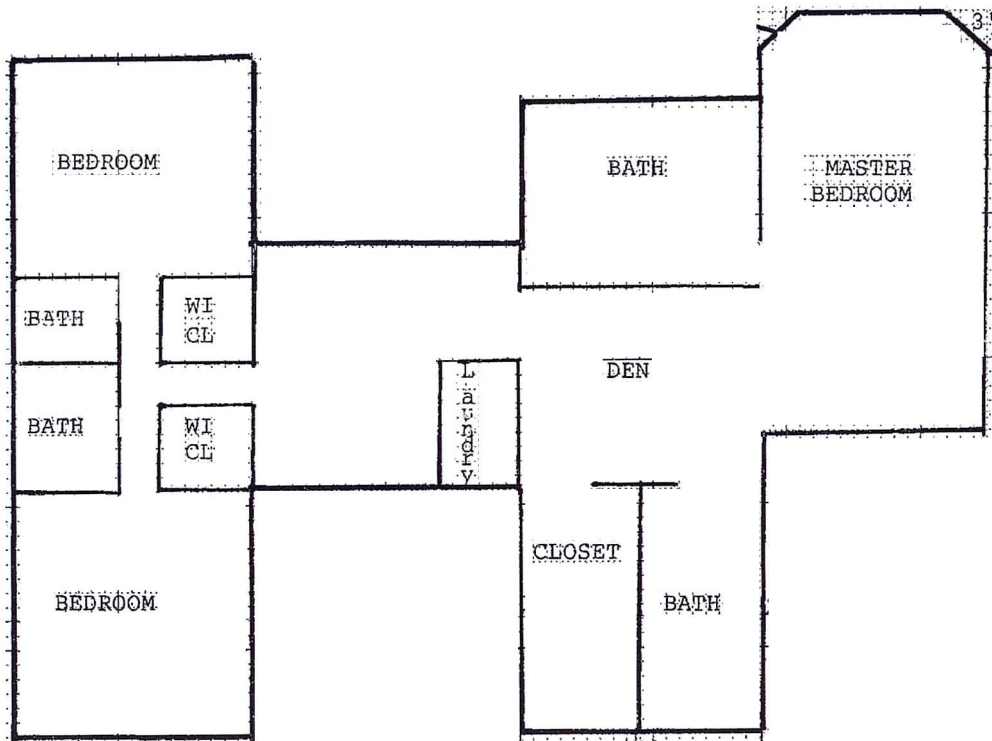 3
BEDROOM
BATH
MASTER
BEDROOM
BATH
WI
CL
BATH
WI
CL
Laundry
DEN
BEDROOM
CLOSET
BATH